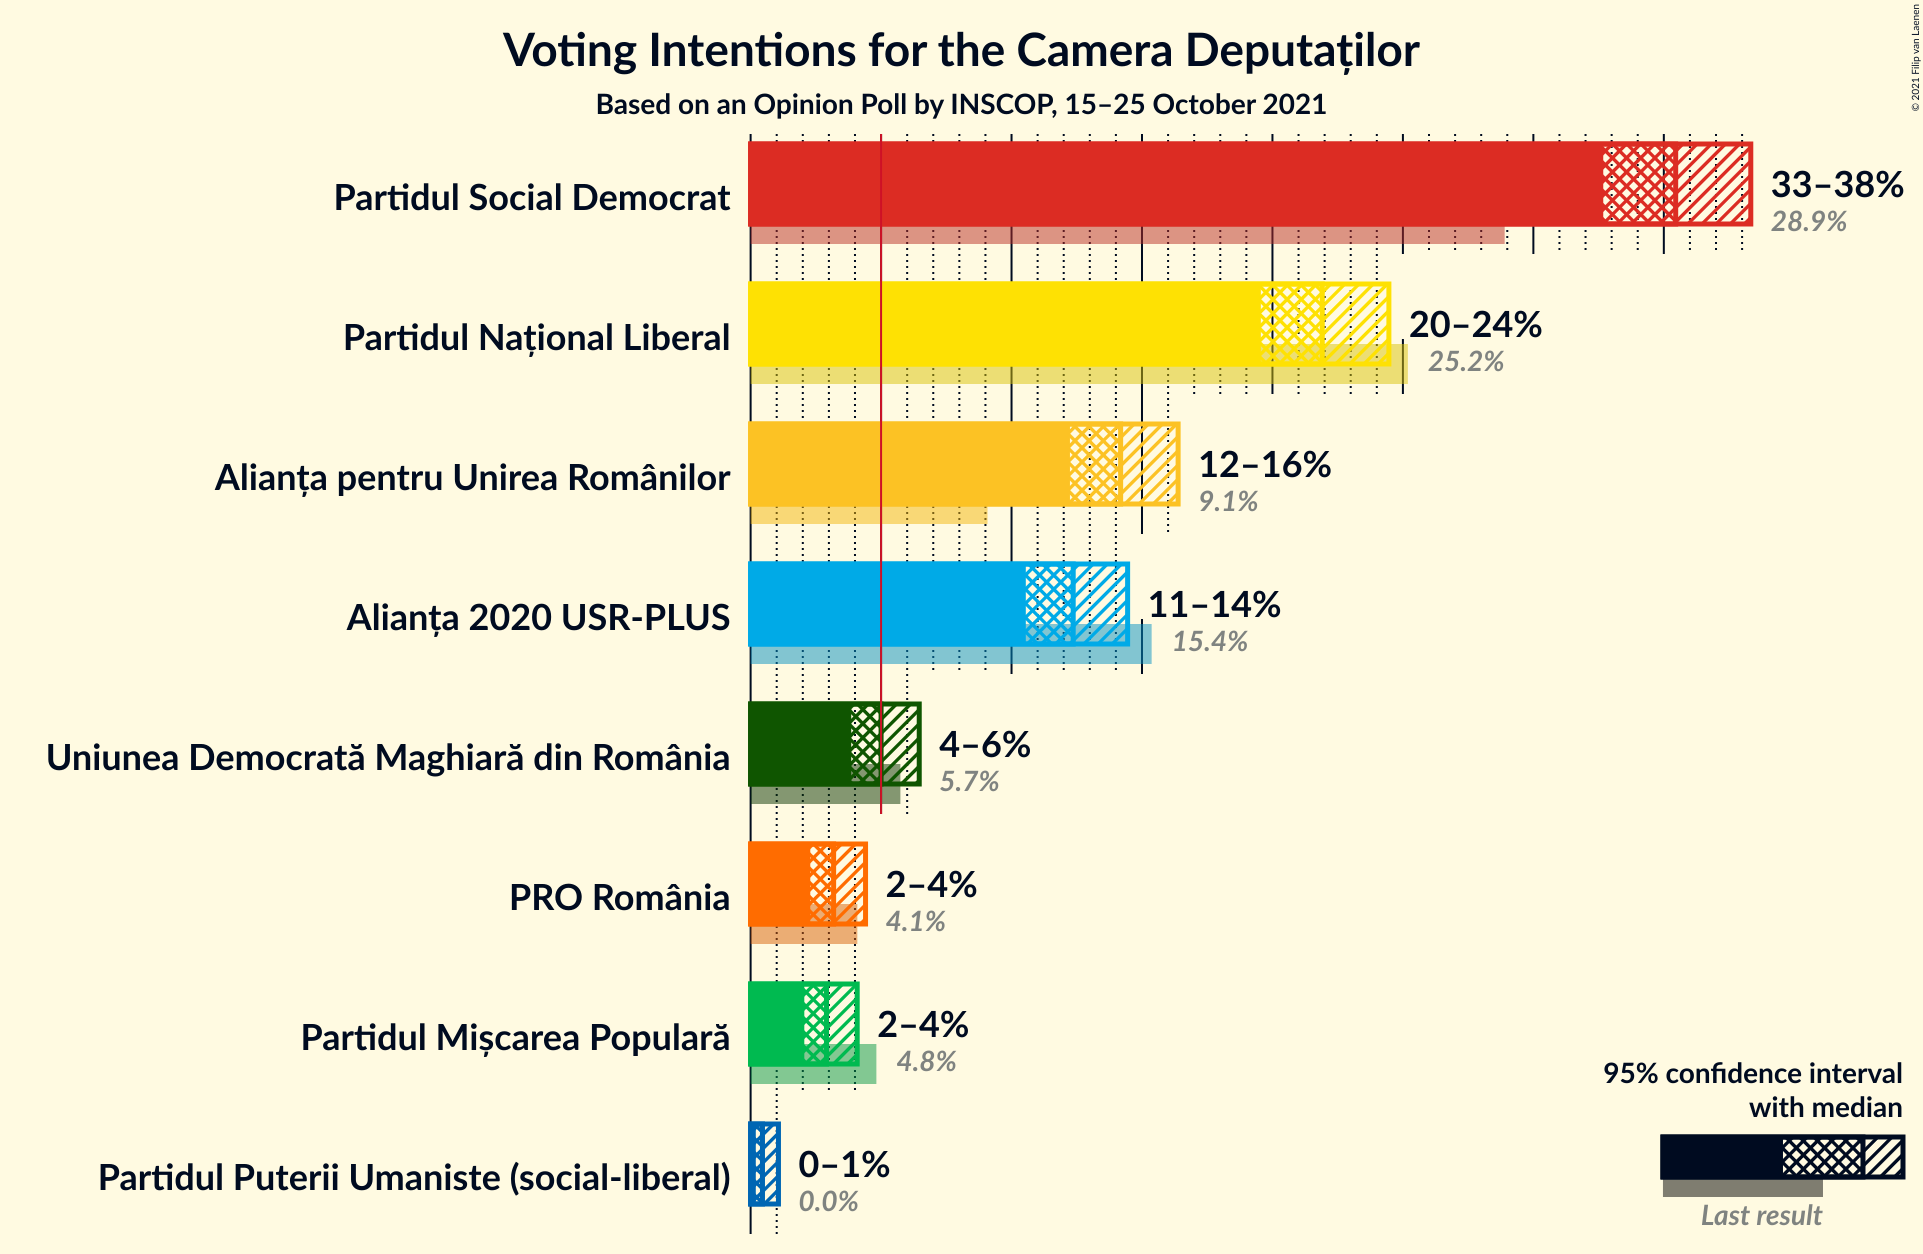 Voting Intentions for the Camera Deputaților
Based on an Opinion Poll by INSCOP, 15–25 October 2021
© 2021 Filip van Laenen
Partidul Social Democrat
33–38%
28.9%
Partidul Național Liberal
20–24%
25.2%
Alianța pentru Unirea Românilor
12–16%
9.1%
Alianța 2020 USR-PLUS
11–14%
15.4%
Uniunea Democrată Maghiară din România
4–6%
5.7%
PRO România
2–4%
4.1%
Partidul Mișcarea Populară
2–4%
4.8%
Partidul Puterii Umaniste (social-liberal)
0–1%
0.0%
95% confidence interval
with median
Last result